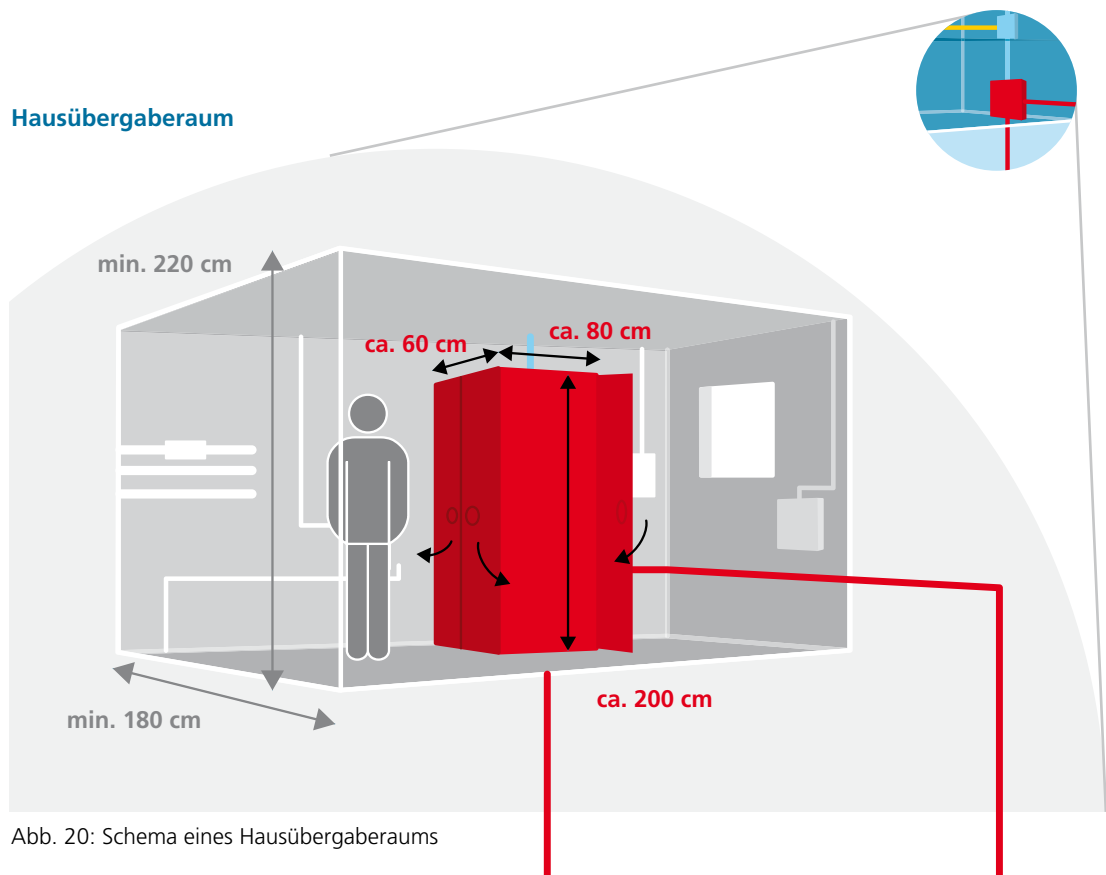 Hausübergaberaum
min. 220 cm
ca. 60 cm
ca. 80 cm
ca. 200 cm
min. 180 cm
Abb. 20: Schema eines Hausübergaberaums